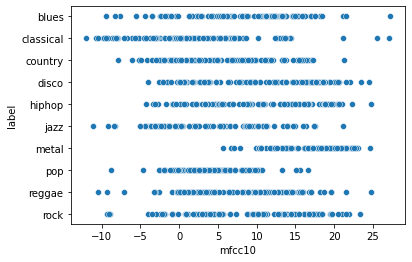 blues
classical
country
disco
hiphop
jazz
metal
pop
reggae
rock
label
−10 −5 0 5 10 15 20 25
mfcc10